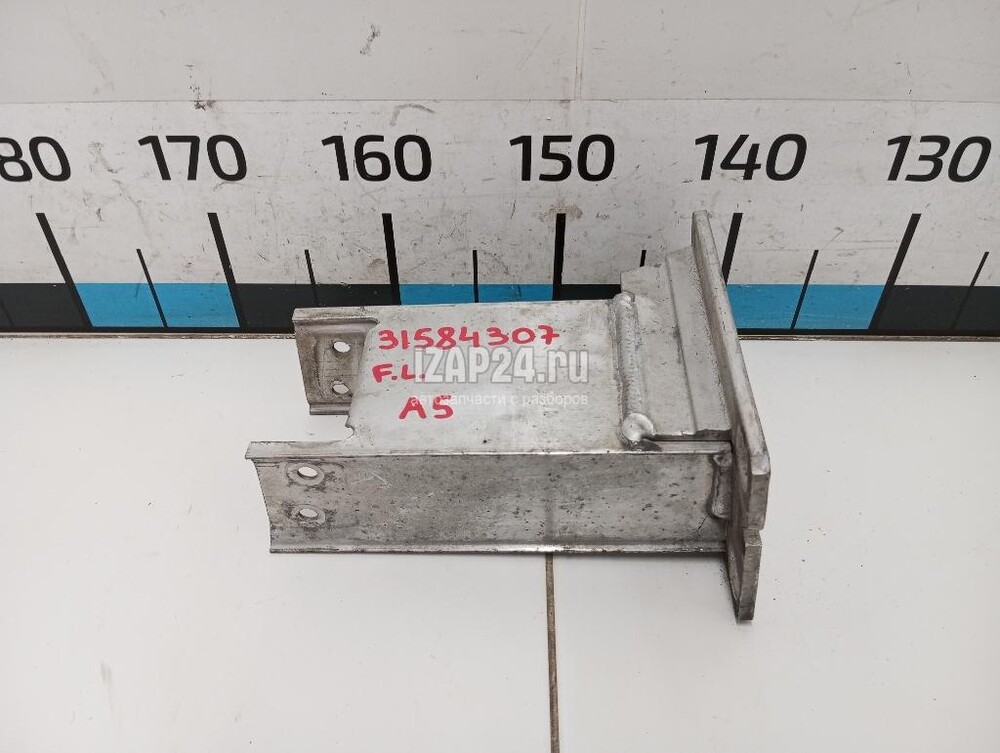 80 170 160 150 140 130
31584307
iZAP24.ru
F.L.
автозапчасти с разборов
A5